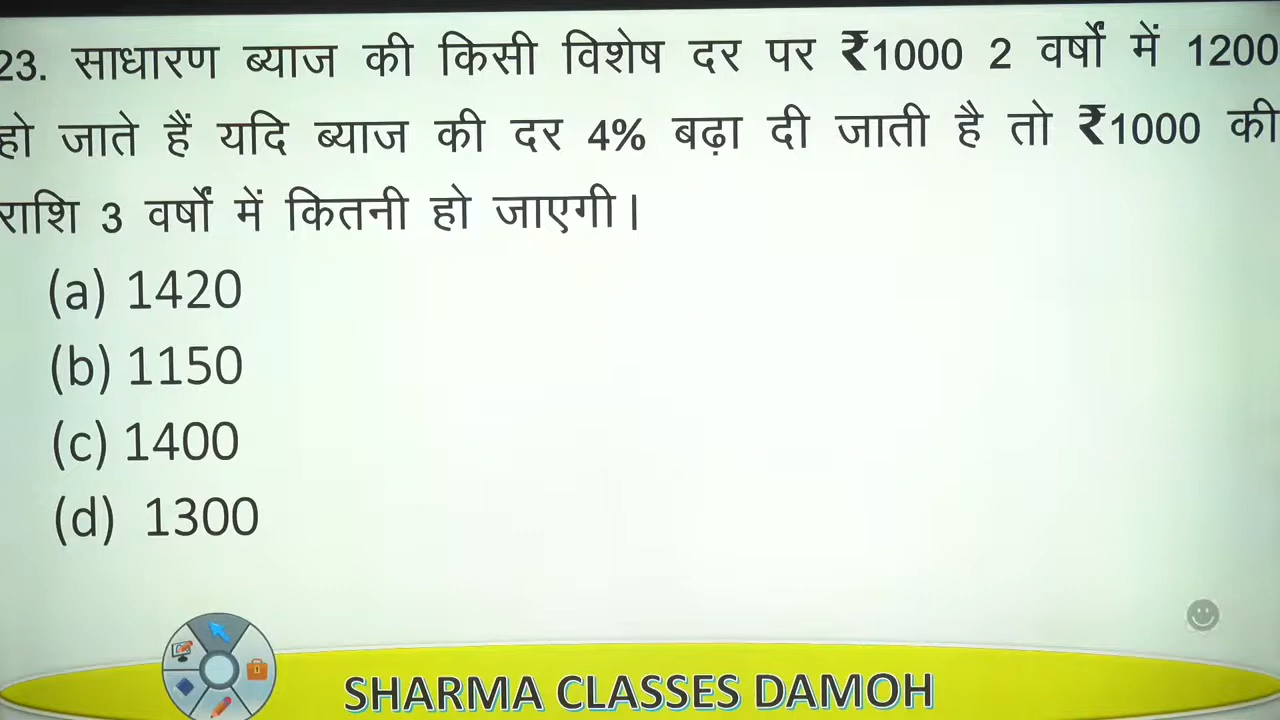 23. साधारण ब्याज की किसी विशेष दर पर ₹1000 2 वर्षों में 1200
हो जाते हैं यदि ब्याज की दर 4% बढ़ा दी जाती है तो ₹1000 की
राशि 3 वर्षों में कितनी हो जाएगी।
(a) 1420
(b) 1150
(c) 1400
(d) 1300
SHARMA CLASSES DAMOH